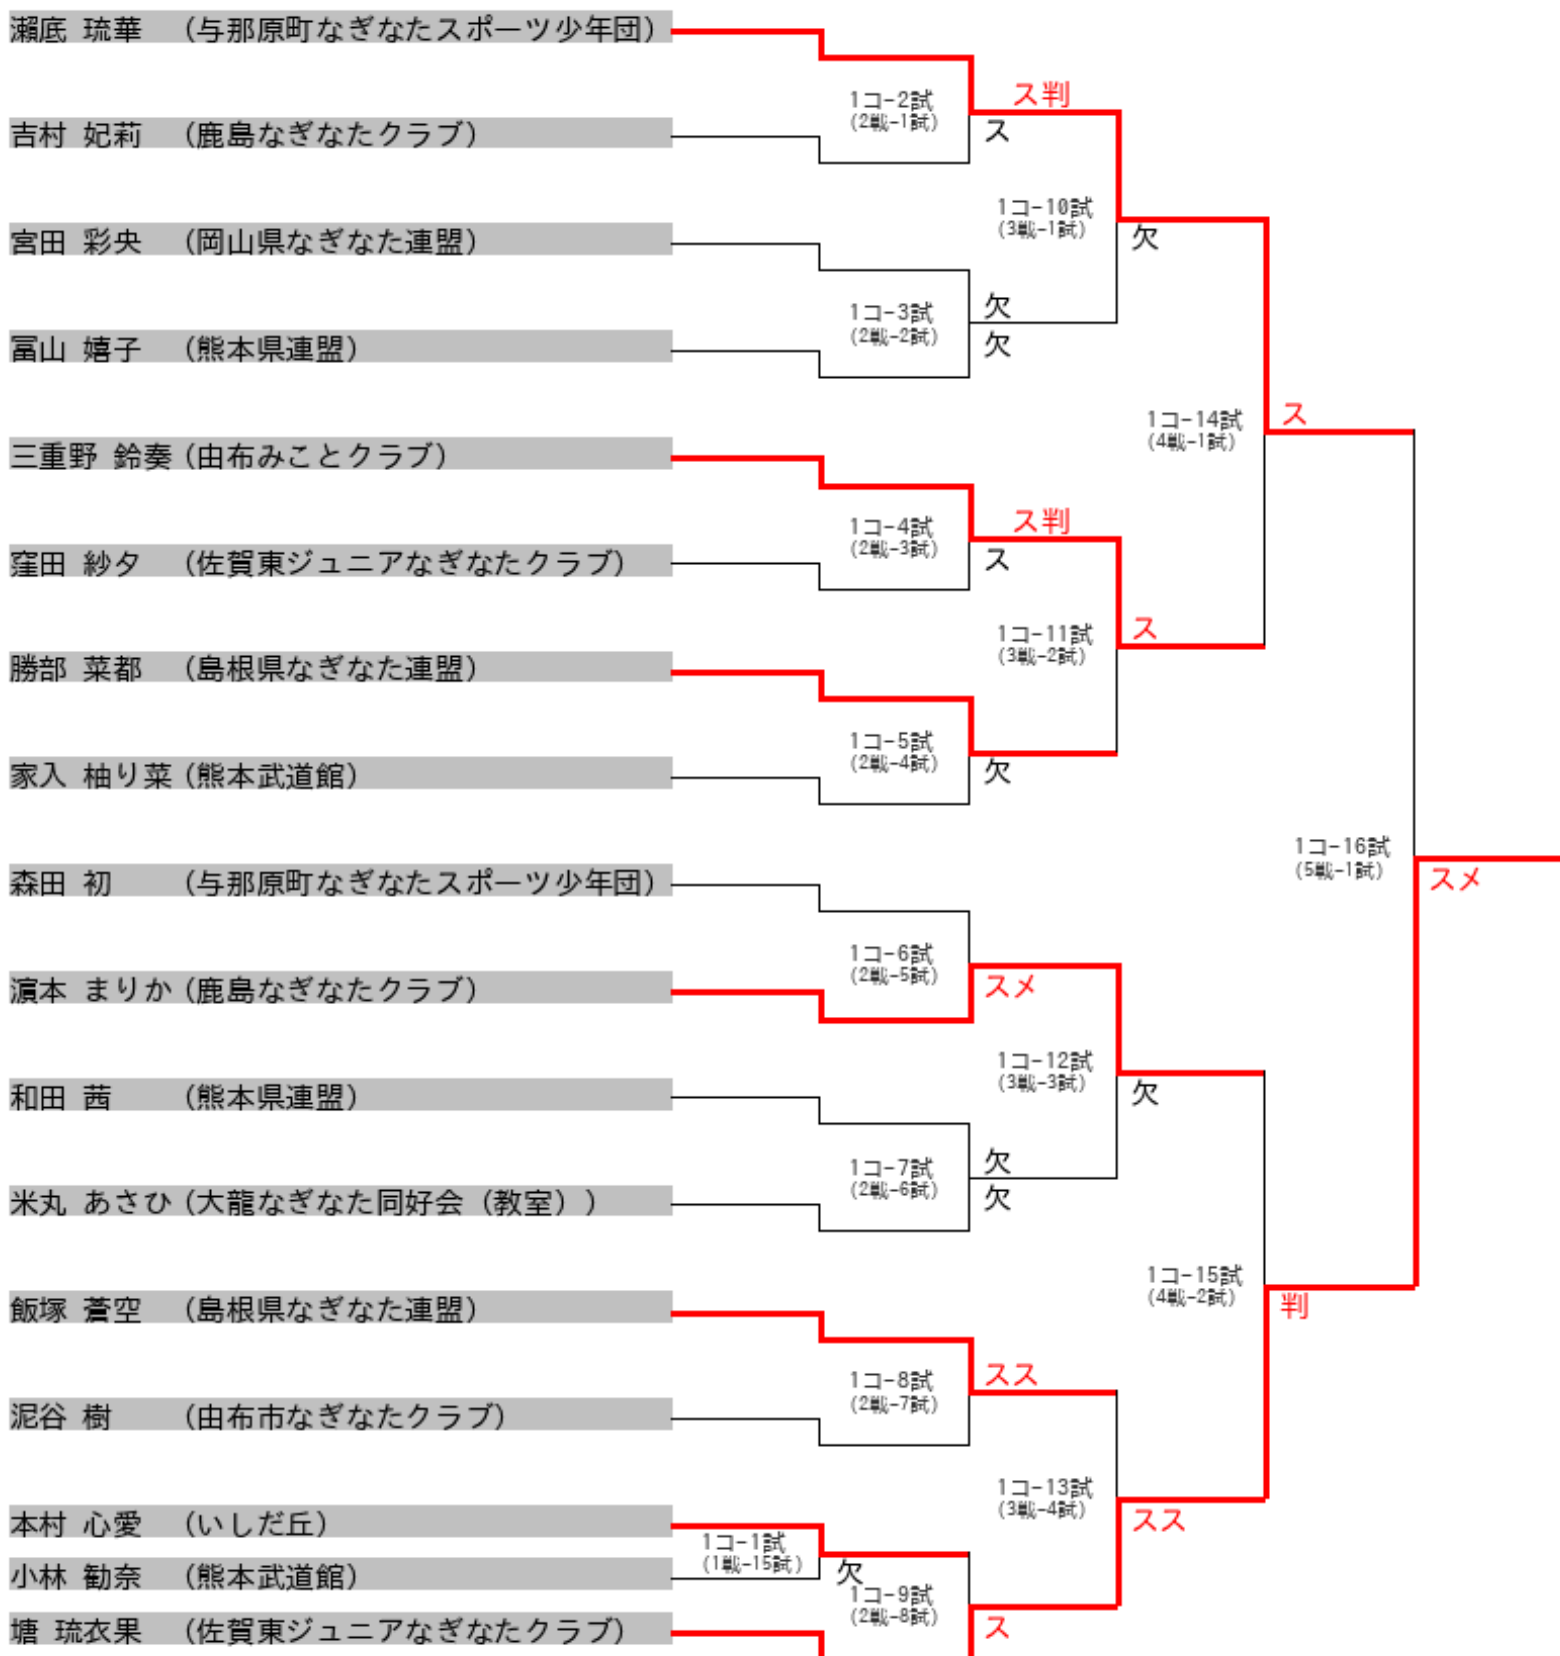 瀬底 琉華 （与那原町なぎなたスポーツ少年団）
1コ-2試
(2戦-1試)
ス判
ス
吉村 妃莉 （鹿島なぎなたクラブ）
1コ-10試
(3戦-1試)
欠
宮田 彩央 （岡山県なぎなた連盟）
1コ-3試
(2戦-2試)
欠
欠
冨山 嬉子 （熊本県連盟）
1コ-14試
(4戦-1試)
ス
三重野 鈴奏（由布みことクラブ）
1コ-4試
(2戦-3試)
ス判
ス
窪田 紗夕 （佐賀東ジュニアなぎなたクラブ）
1コ-11試
(3戦-2試)
ス
勝部 菜都 （島根県なぎなた連盟）
1コ-5試
(2戦-4試)
欠
家入 柚り菜（熊本武道館）
1コ-16試
(5戦-1試)
スメ
森田 初 （与那原町なぎなたスポーツ少年団）
1コ-6試
(2戦-5試)
スメ
濵本 まりか（鹿島なぎなたクラブ）
1コ-12試
(3戦-3試)
欠
和田 茜 （熊本県連盟）
1コ-7試
(2戦-6試)
欠
欠
米丸 あさひ（大龍なぎなた同好会（教室））
1コ-15試
(4戦-2試)
判
飯塚 蒼空 （島根県なぎなた連盟）
1コ-8試
(2戦-7試)
スス
泥谷 樹 （由布市なぎなたクラブ）
1コ-13試
(3戦-4試)
スス
本村 心愛 （いしだ丘）
1コ-1試
(1戦-15試)
欠
小林 勧奈 （熊本武道館）
1コ-9試
(2戦-8試)
ス
塘 琉衣果 （佐賀東ジュニアなぎなたクラブ）